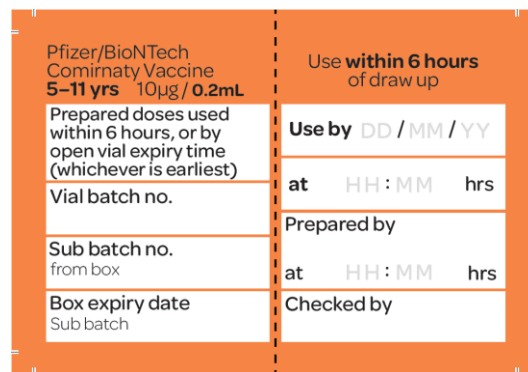 Pfizer/BioNTech
Comirnaty Vaccine
5–11 yrs 10µg/0.2mL
Prepared doses used
within 6 hours, or by
open vial expiry time
(whichever is earliest)
Vial batch no.
Sub batch no.
from box
Box expiry date
Sub batch
Use within 6 hours
of draw up
Use by DD/MM/YY
at HH:MM hrs
Prepared by
at HH:MM hrs
Checked by